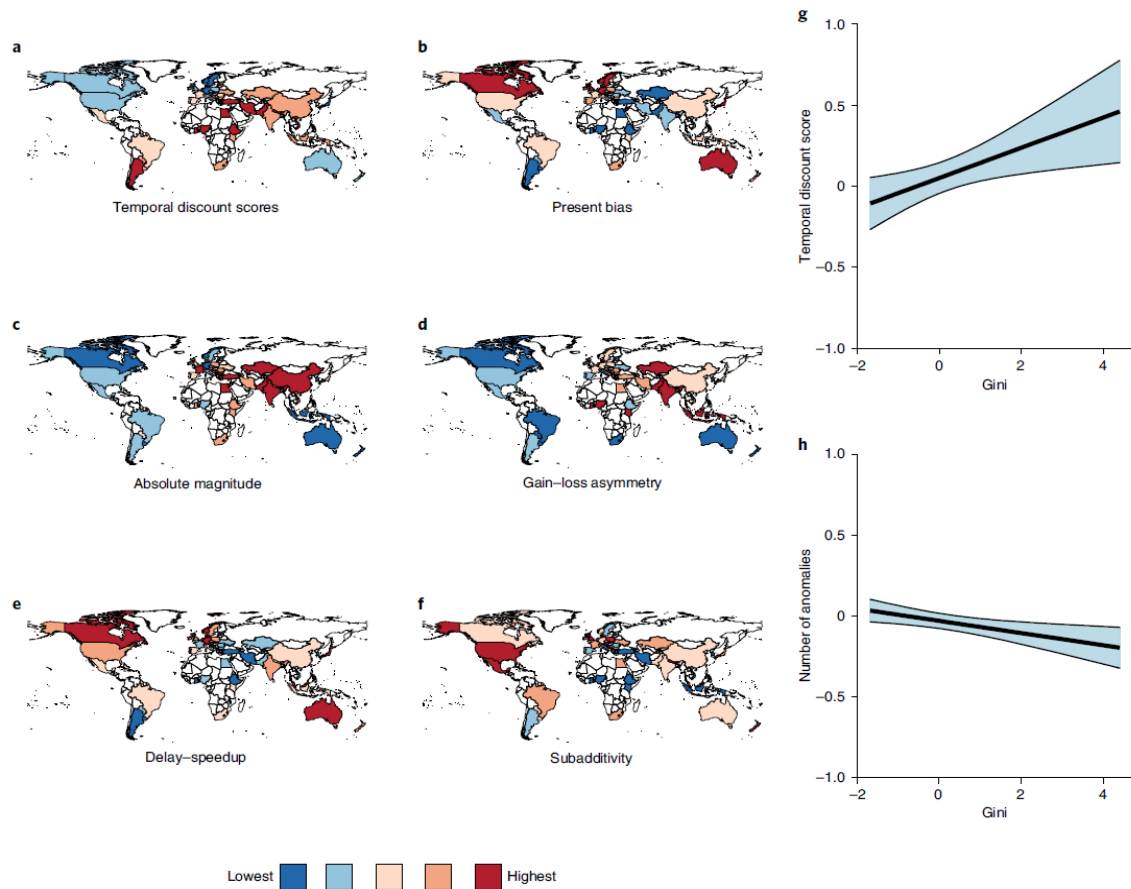 a
Temporal discount scores
b
Present bias
c
Absolute magnitude
d
Gain–loss asymmetry
e
Delay–speedup
f
Subadditivity
Lowest
Highest
g
Temporal discount score
1.0
0.5
0
–0.5
–1.0
–2
0
2
4
Gini
h
Number of anomalies
1.0
0.5
0
–0.5
–1.0
–2
0
2
4
Gini